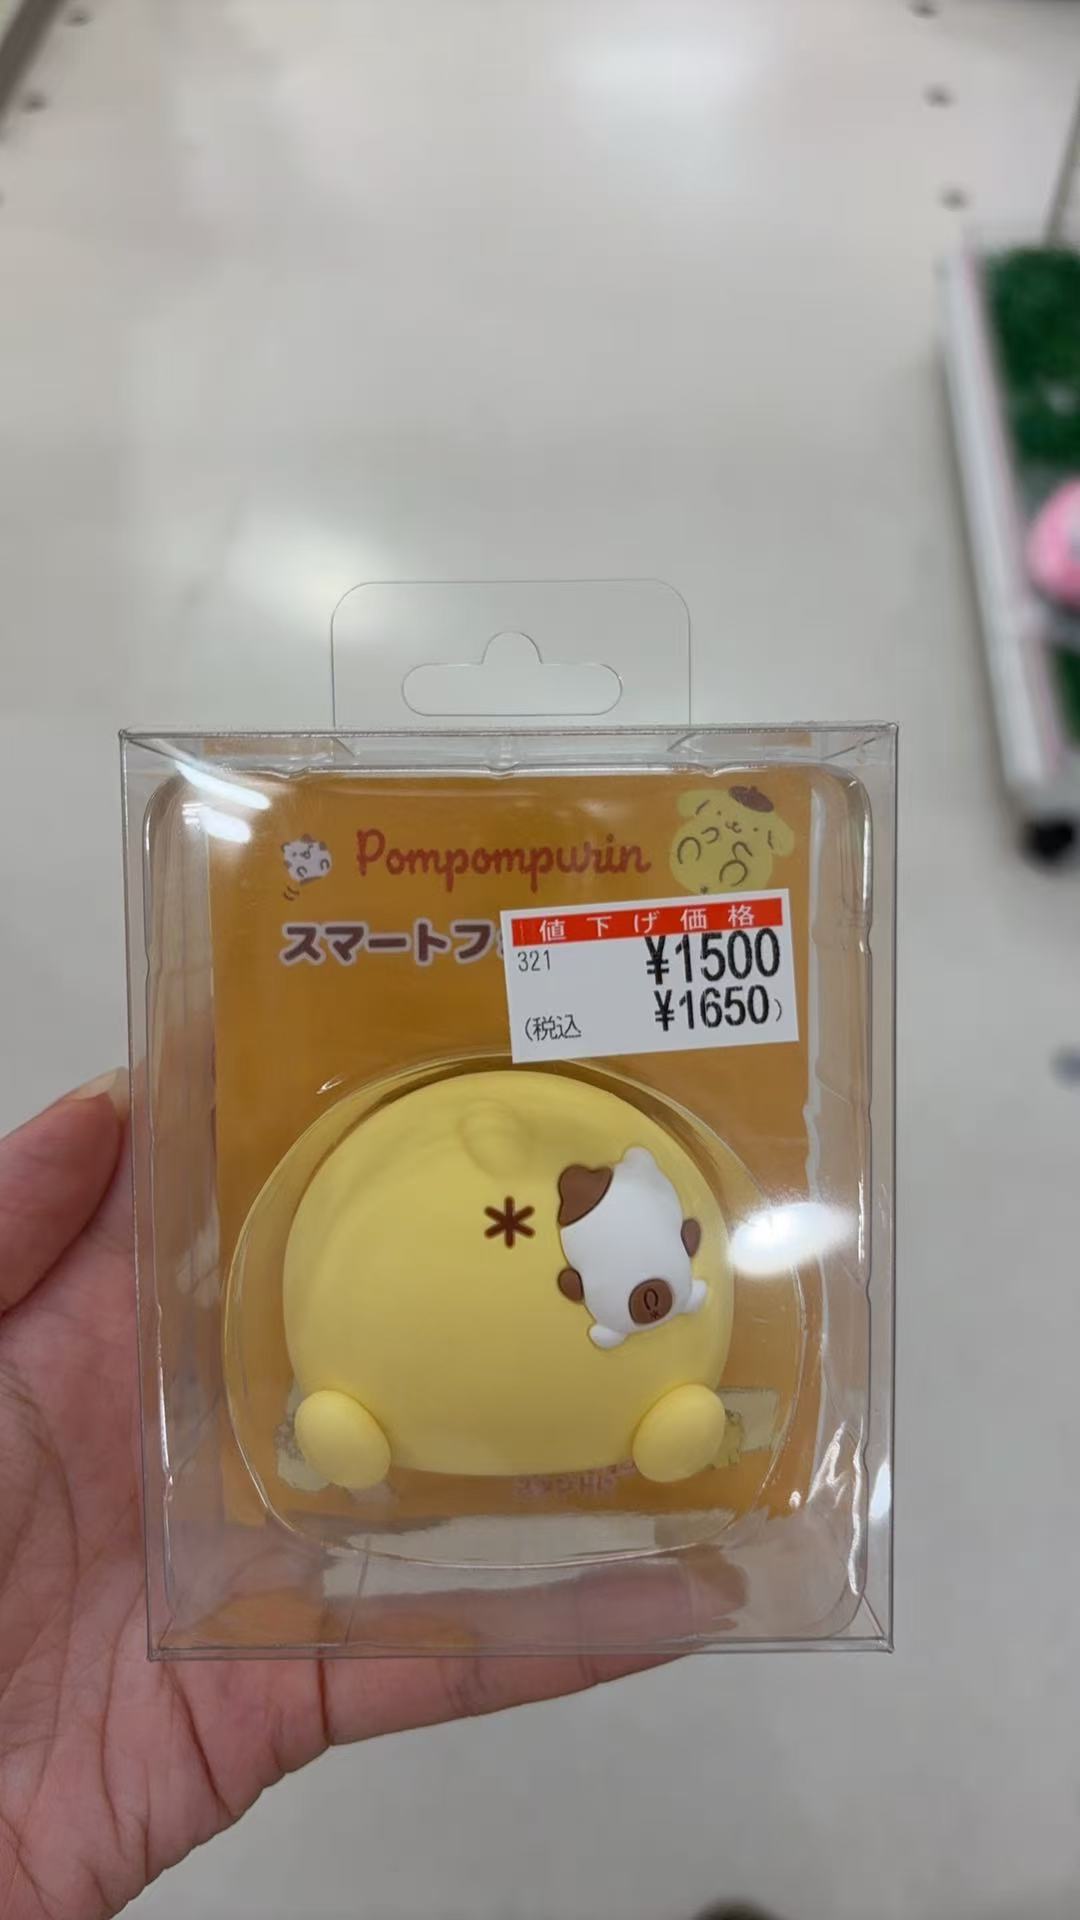 Pompompurin
スマートフ
値下げ価格
321 ¥1500
(税込 ¥1650)